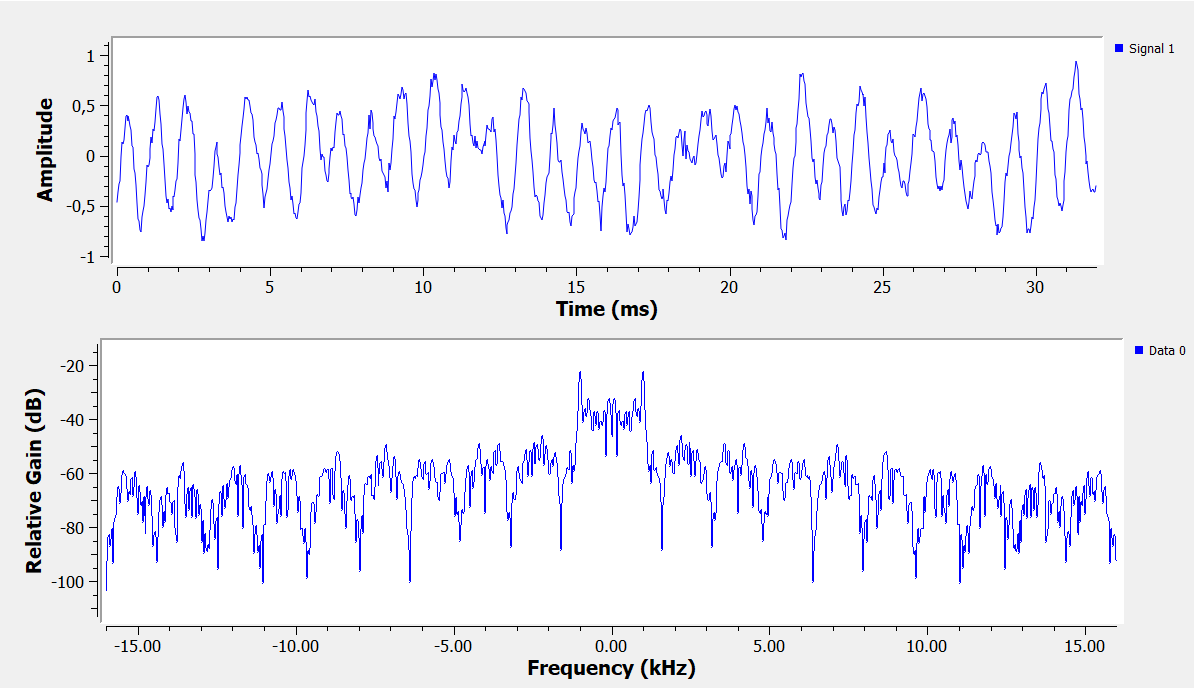 Signal 1
Amplitude
1
0,5
0
-0,5
-1
0 5 10 15 20 25 30
Time (ms)
Data 0
Relative Gain (dB)
-20
-40
-60
-80
-100
-15.00 -10.00 -5.00 0.00 5.00 10.00 15.00
Frequency (kHz)